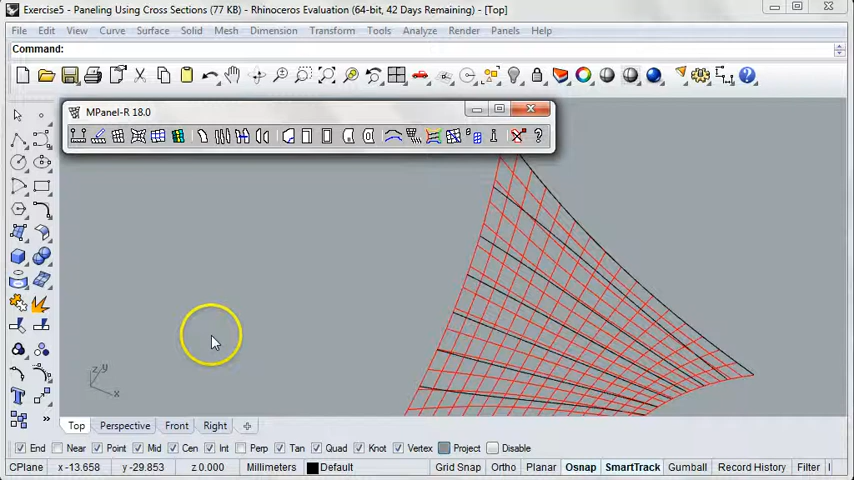 Exercise5 - Paneling Using Cross Sections (77 KB) - Rhinoceros Evaluation (64-bit, 42 Days Remaining) - [Top]
File Edit View Curve Surface Solid Mesh Dimension Transform Tools Analyze Render Panels Help
Command:
MPanel-R 18.0
z y
x
Top Perspective Front Right
End Near Point Mid Cen Int Perp Tan Quad Knot Vertex Project Disable
CPlane x -13.658 y -29.853 z 0.000 Millimeters Default Grid Snap Ortho Planar Osnap SmartTrack Gumball Record History Filter